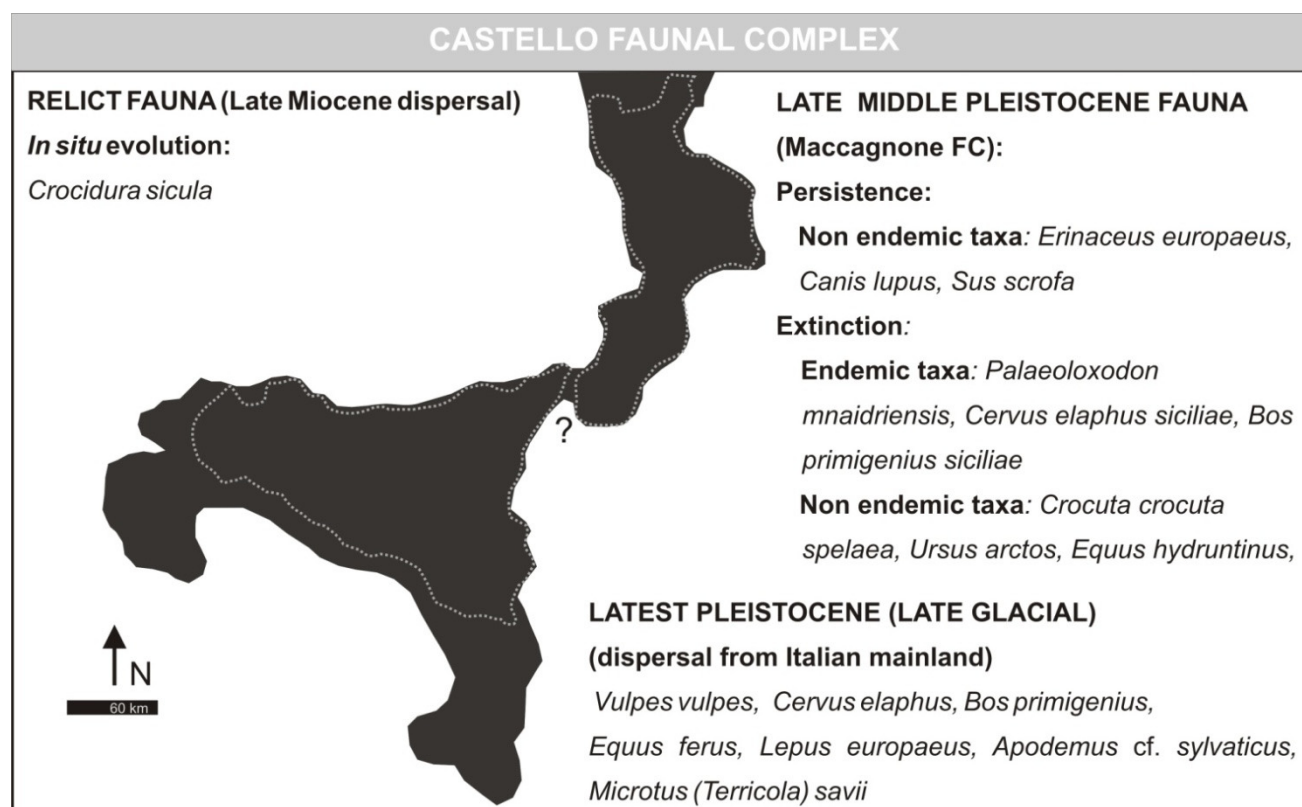 CASTELLO FAUNAL COMPLEX
RELICT FAUNA (Late Miocene dispersal)
In situ evolution:
Crocidura sicula
LATE MIDDLE PLEISTOCENE FAUNA
(Maccagnone FC):
Persistence:
Non endemic taxa: Erinaceus europaeus,
Canis lupus, Sus scrofa
Extinction:
Endemic taxa: Palaeoloxodon
mnaidriensis, Cervus elaphus siciliae, Bos
primigenius siciliae
Non endemic taxa: Crocuta crocuta
spelaea, Ursus arctos, Equus hydruntinus,
?
LATEST PLEISTOCENE (LATE GLACIAL)
(dispersal from Italian mainland)
Vulpes vulpes, Cervus elaphus, Bos primigenius,
Equus ferus, Lepus europaeus, Apodemus cf. sylvaticus,
Microtus (Terricola) savii
N
60 km